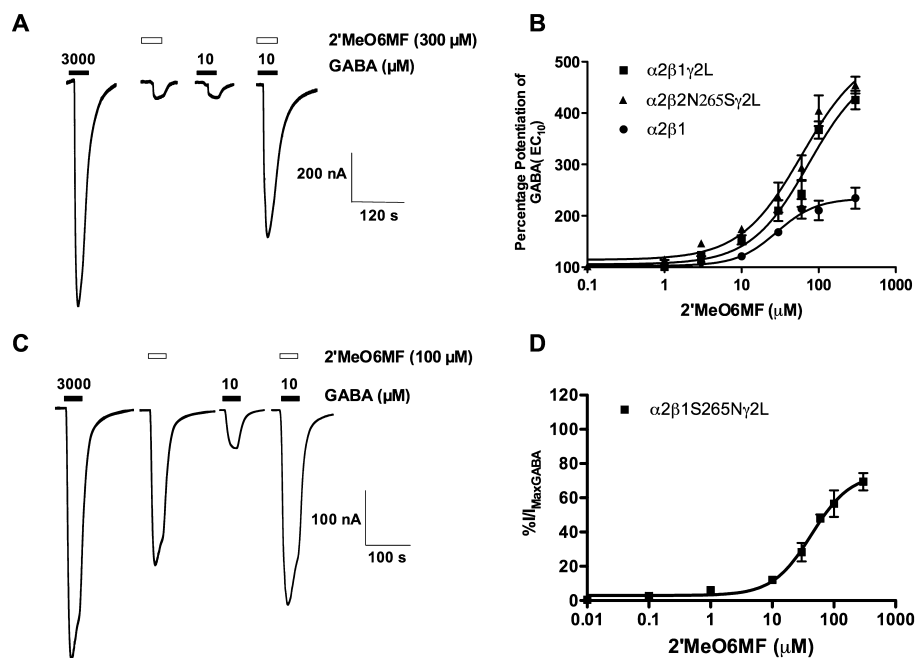 A
2'MeO6MF (300 µM)
3000
10
10
GABA (µM)
200 nA
120 s
B
α2β1γ2L
α2β2N265Sγ2L
α2β1
Percentage Potentiation of
GABA( EC10)
500
400
300
200
100
0.1
1
10
100
1000
2'MeO6MF (µM)
C
2'MeO6MF (100 µM)
3000
10
10
GABA (µM)
100 nA
100 s
D
α2β1S265Nγ2L
%I/IMaxGABA
120
100
80
60
40
20
0
0.01
0.1
1
10
100
1000
2'MeO6MF (µM)